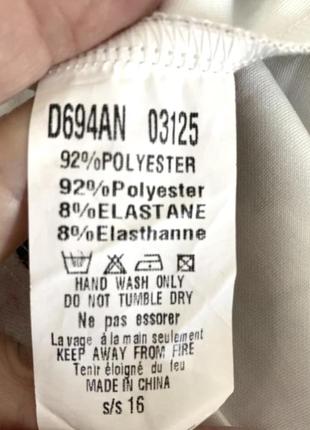 D694AN 03125
92%POLYESTER
92%Polyester
8%ELASTANE
8%Elasthanne
HAND WASH ONLY
DO NOT TUMBLE DRY
Ne pas essorer
La vage à la main seulement
KEEP AWAY FROM FIRE
Tenir éloigné du feu
MADE IN CHINA
s/s 16